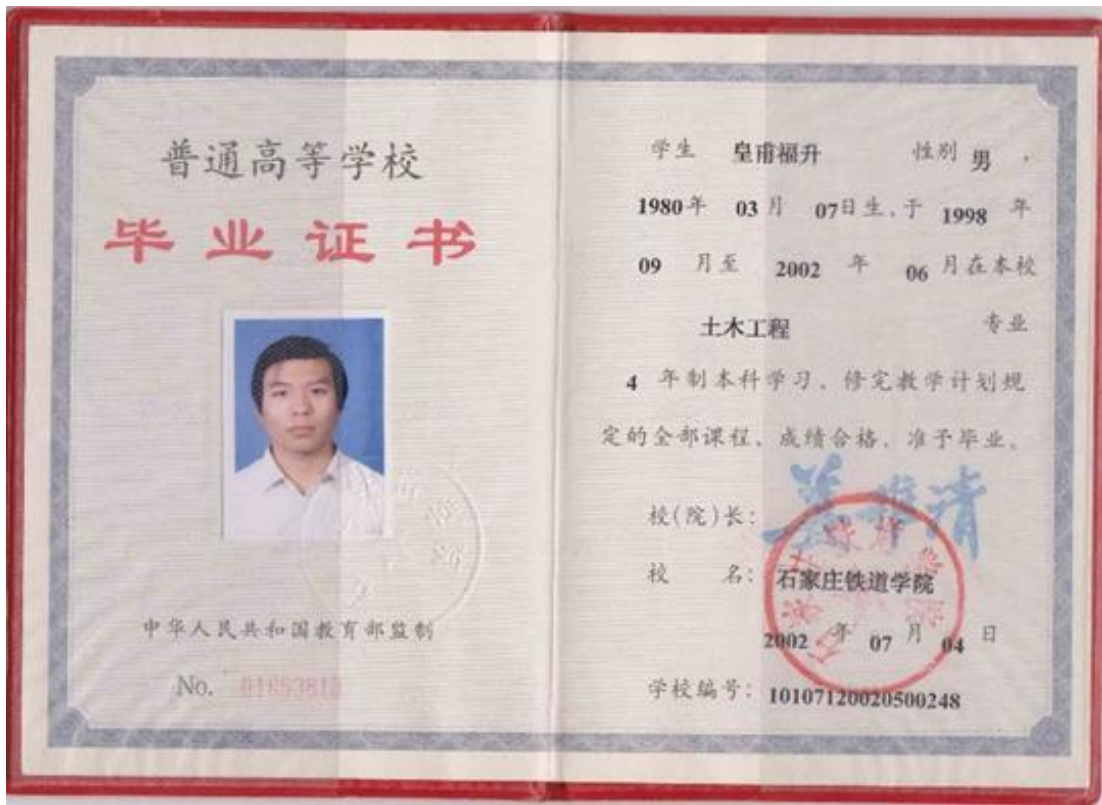 普通高等学校
毕业证书
中华人民共和国教育部监制
No.
学生 皇甫福升 性别 男，
1980年 03月 07日生、于 1998 年
09 月至 2002 年 06 月在本校
土木工程 专业
4 年制本科学习、修完教学计划规
定的全部课程、成绩合格、准予毕业。
校(院)长：
校 名：石家庄铁道学院
2002 年 07 月 04 日
学校编号：10107120020500248